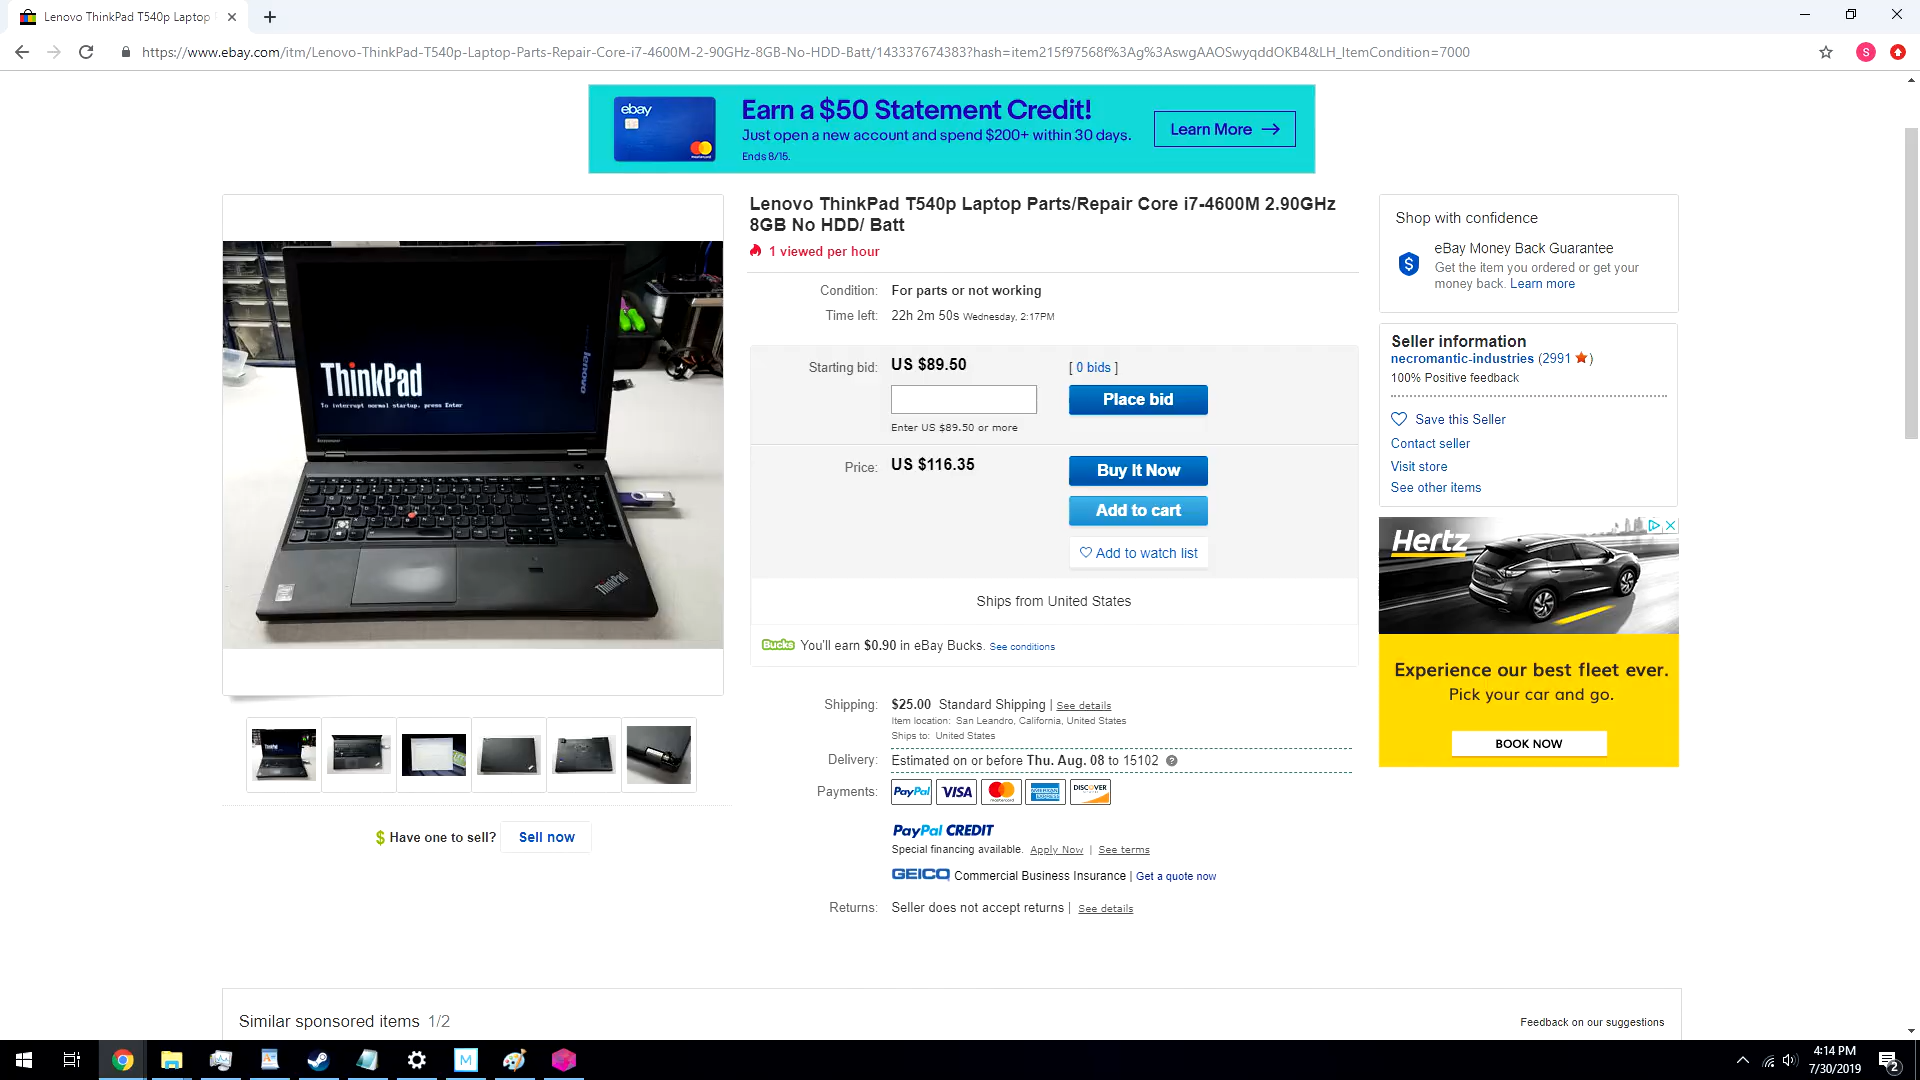 Lenovo ThinkPad T540p Laptop
https://www.ebay.com/itm/Lenovo-ThinkPad-T540p-Laptop-Parts-Repair-Core-i7-4600M-2-90GHz-8GB-No-HDD-Batt/143337674383?hash=item215f97568f%3Ag%3AswgAAOSwyqddOKB4&LH_ItemCondition=7000
S
ebay
mastercard
Earn a $50 Statement Credit!
Just open a new account and spend $200+ within 30 days.
Ends 8/15.
Learn More
ThinkPad
To interrupt normal startup, press Enter
lenovo
lenovo
ThinkPad
Lenovo ThinkPad T540p Laptop Parts/Repair Core i7-4600M 2.90GHz
8GB No HDD/ Batt
1 viewed per hour
Condition: For parts or not working
Time left: 22h 2m 50s Wednesday, 2:17PM
Starting bid: US $89.50 [ 0 bids ]
Place bid
Enter US $89.50 or more
Price: US $116.35
Buy It Now
Add to cart
Add to watch list
Ships from United States
Bucks You'll earn $0.90 in eBay Bucks. See conditions
Shipping: $25.00 Standard Shipping | See details
Item location: San Leandro, California, United States
Ships to: United States
Delivery: Estimated on or before Thu. Aug. 08 to 15102 ?
Payments: PayPal VISA mastercard AMERICAN EXPRESS DISCOVER
PayPal CREDIT
Special financing available. Apply Now | See terms
GEICO Commercial Business Insurance | Get a quote now
Returns: Seller does not accept returns | See details
$ Have one to sell? Sell now
Shop with confidence
$
eBay Money Back Guarantee
Get the item you ordered or get your
money back. Learn more
Seller information
necromantic-industries (2991 )
100% Positive feedback
Save this Seller
Contact seller
Visit store
See other items
Hertz
Experience our best fleet ever.
Pick your car and go.
BOOK NOW
Similar sponsored items 1/2
Feedback on our suggestions
M
4:14 PM
7/30/2019
2